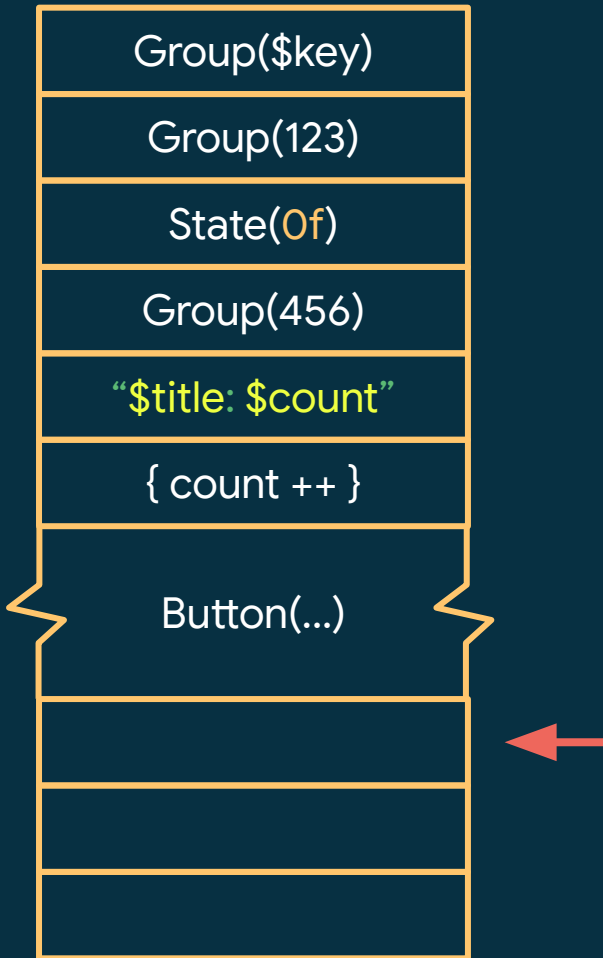 Group($key)
Group(123)
State(0f)
Group(456)
“$title: $count”
{ count ++ }
Button(...)